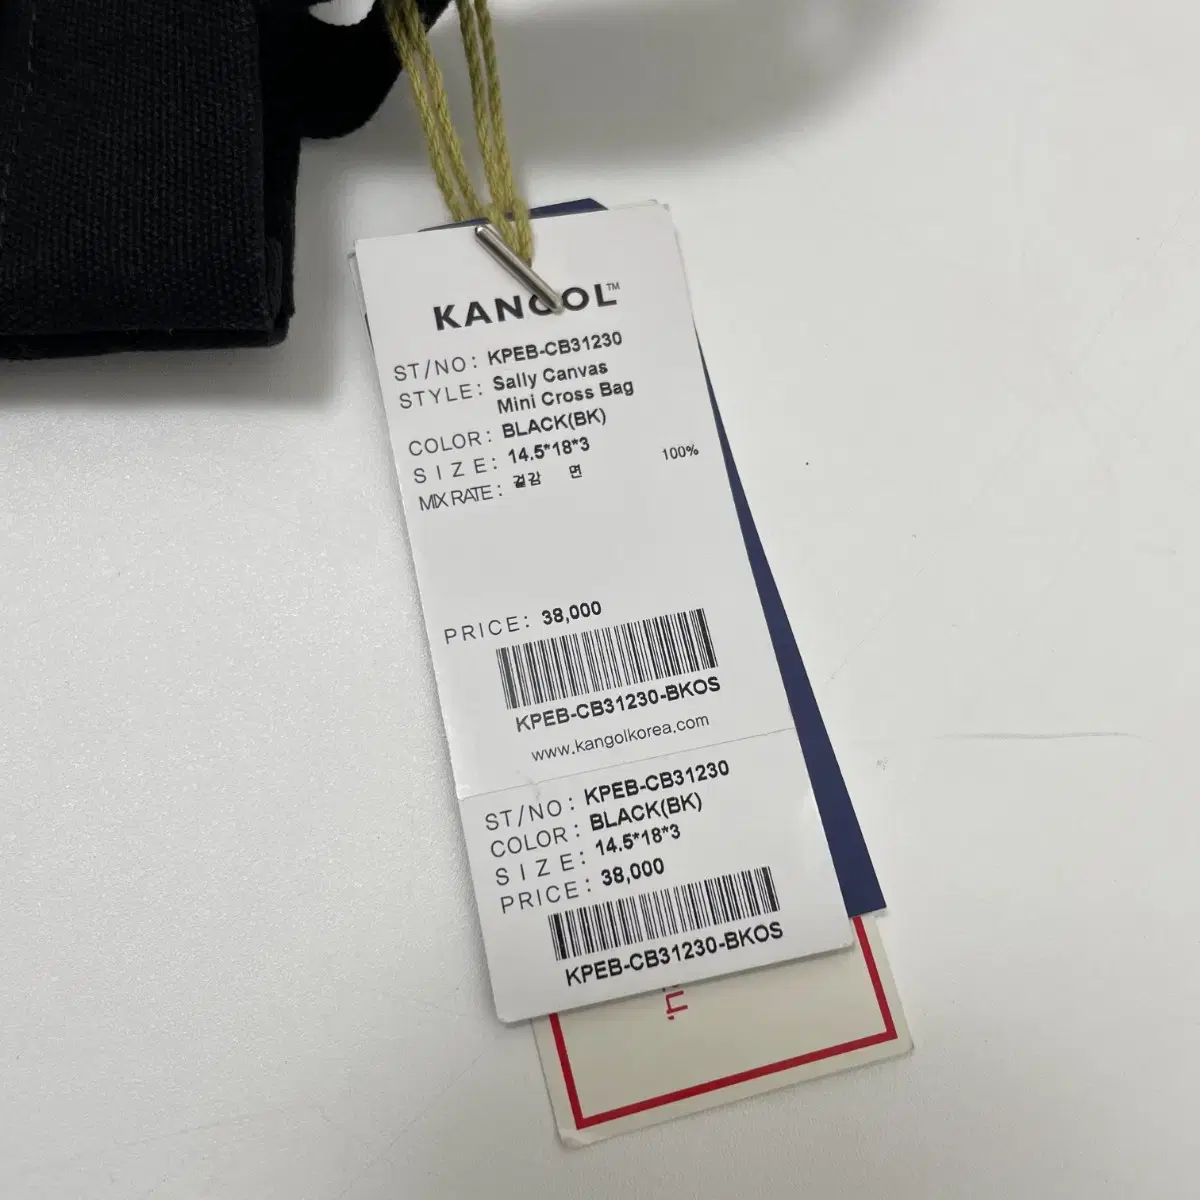 KANGOL™
ST/NO: KPEB-CB31230
STYLE: Sally Canvas
Mini Cross Bag
COLOR: BLACK(BK)
SIZE: 14.5*18*3
MIX RATE: 겉감 면 100%
PRICE: 38,000
KPEB-CB31230-BKOS
www.kangolkorea.com
ST/NO: KPEB-CB31230
COLOR: BLACK(BK)
SIZE: 14.5*18*3
PRICE: 38,000
KPEB-CB31230-BKOS